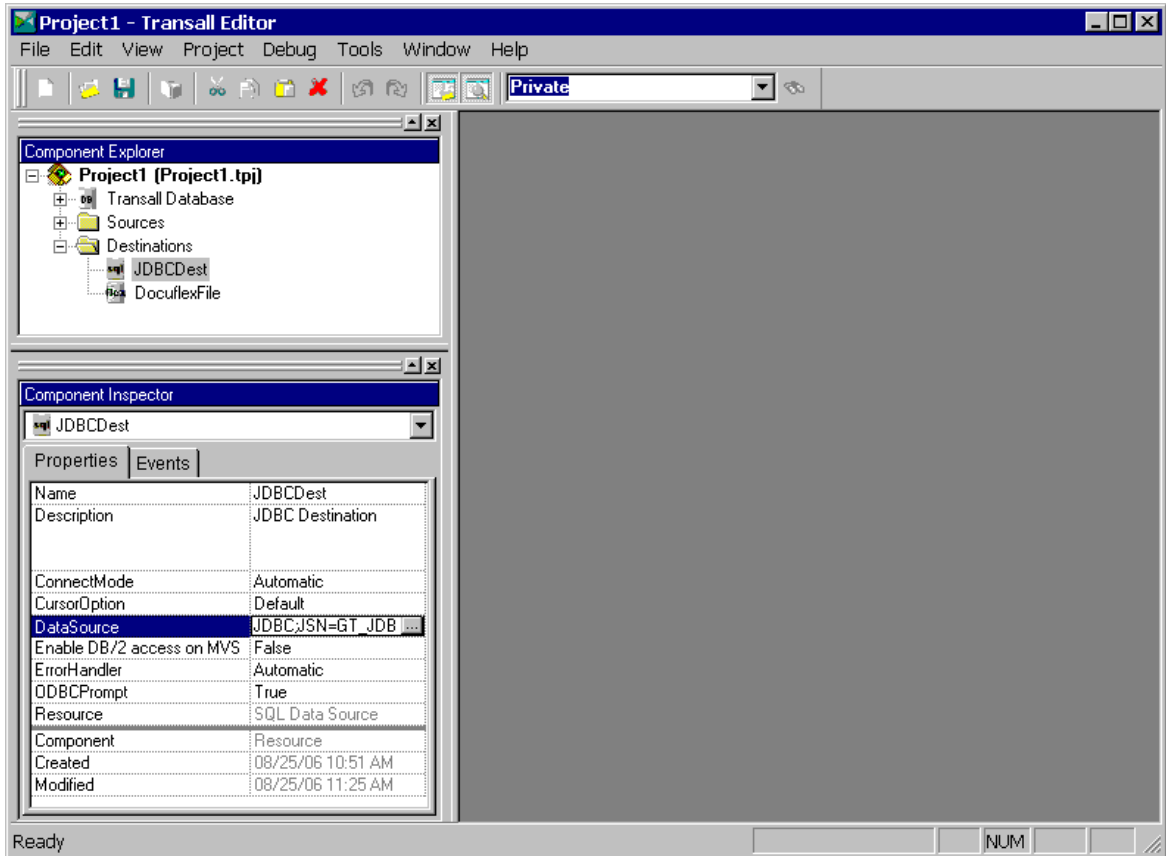 Project1 - Transall Editor
File Edit View Project Debug Tools Window Help
Private
Component Explorer
Project1 (Project1.tpj)
DB Transall Database
Sources
Destinations
sql JDBCDest
DocuflexFile
Component Inspector
sql JDBCDest
Properties Events
Name JDBCDest
Description JDBC Destination
ConnectMode Automatic
CursorOption Default
DataSource JDBC;JSN=GT_JDB ...
Enable DB/2 access on MVS False
ErrorHandler Automatic
ODBCPrompt True
Resource SQL Data Source
Component Resource
Created 08/25/06 10:51 AM
Modified 08/25/06 11:25 AM
Ready NUM